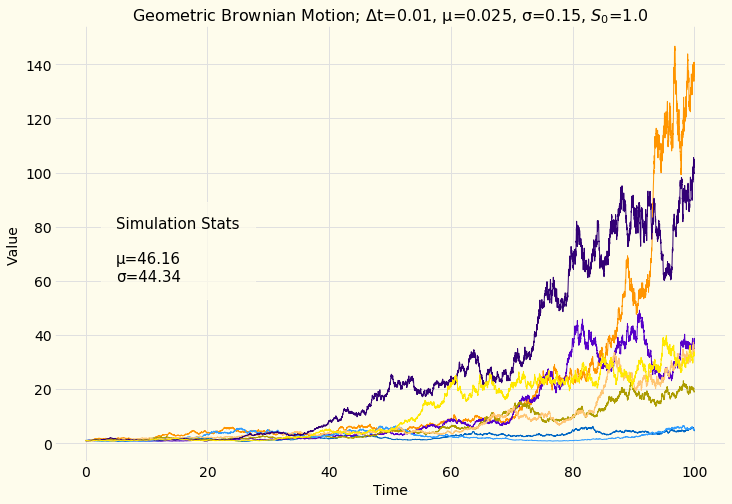 Geometric Brownian Motion; Δt=0.01, μ=0.025, σ=0.15, S₀=1.0
140
120
100
80
60
40
20
0
Value
Simulation Stats
μ=46.16
σ=44.34
0 20 40 60 80 100
Time